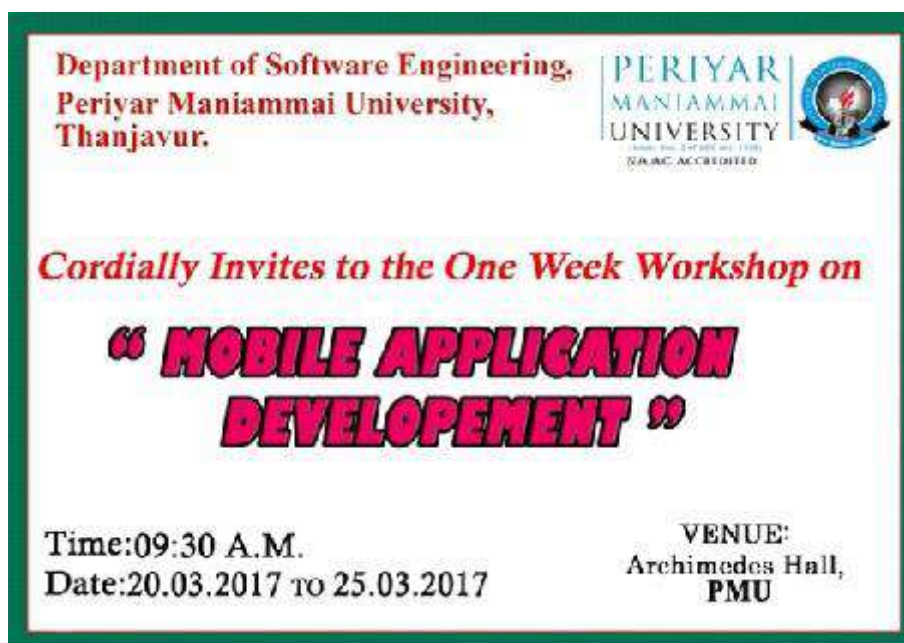 Department of Software Engineering,
Periyar Maniammai University,
Thanjavur.
PERIYAR
MANIAMMAI
UNIVERSITY
NAAC ACCREDITED
Cordially Invites to the One Week Workshop on
“ MOBILE APPLICATION
DEVELOPEMENT ”
Time:09:30 A.M.
Date:20.03.2017 TO 25.03.2017
VENUE:
Archimedes Hall,
PMU